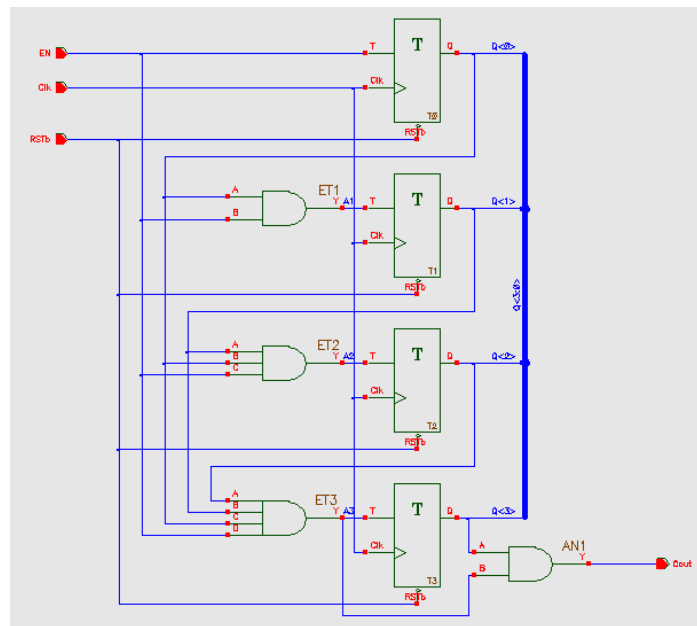 EN T T Q Q<0>
Clk Clk
T0
RSTb RSTb
A ET1 Y A1 T T Q Q<1>
B
Clk
T1
RSTb
Q<3:0>
A ET2 Y A2 T T Q Q<2>
B
C
Clk
T2
RSTb
A ET3 Y A3 T T Q Q<3>
B
C
D
Clk
T3
RSTb
A AN1 Y Cout
B